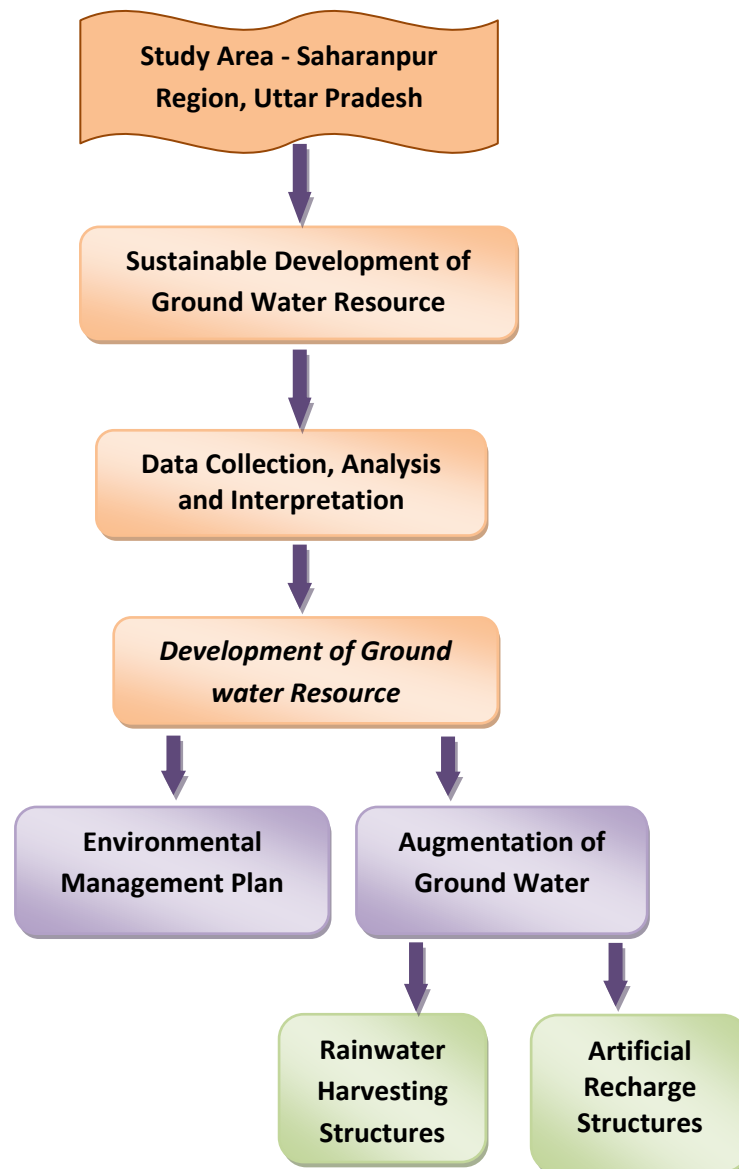 Study Area - Saharanpur
Region, Uttar Pradesh
Sustainable Development of
Ground Water Resource
Data Collection, Analysis
and Interpretation
Development of Ground
water Resource
Environmental
Management Plan
Augmentation of
Ground Water
Rainwater
Harvesting
Structures
Artificial
Recharge
Structures